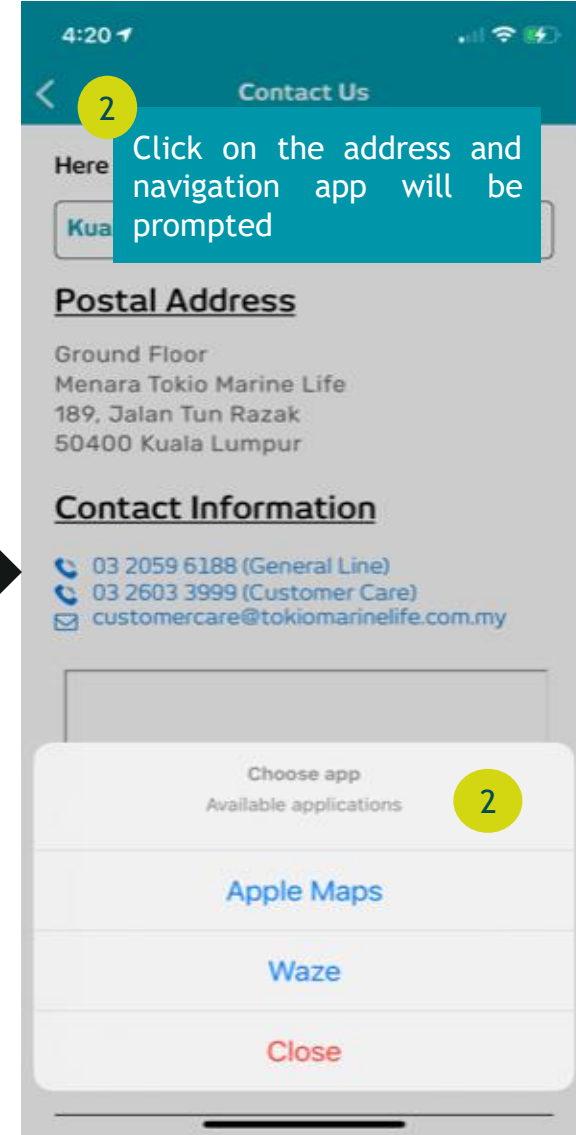 4:20
Contact Us
2
Click on the address and
navigation app will be
prompted
Here
Kua
Postal Address
Ground Floor
Menara Tokio Marine Life
189, Jalan Tun Razak
50400 Kuala Lumpur
Contact Information
03 2059 6188 (General Line)
03 2603 3999 (Customer Care)
customercare@tokiomarinelife.com.my
Choose app
Available applications
2
Apple Maps
Waze
Close